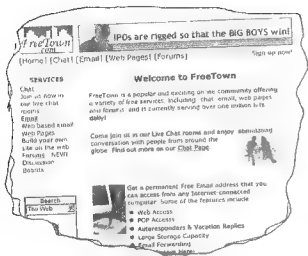 FreeTown
.com
IPOs are rigged so that the BIG BOYS win!
[Home] [Chat] [Email] [Web Pages] [Forums]
Sign up now!
SERVICES
Chat
Join us now in
our live chat
rooms
Email
Web based email
Web Pages
Build your own
site on the web
Forums NEW!
Discussion
Boards
Search
The Web
Welcome to FreeTown
FreeTown is a popular and exciting on line community offering
a variety of free services. Including chat, email, web pages
and forums and is currently serving over one million hits
daily!
Come join us in our Live Chat rooms and enjoy
conversation with people from around the
globe. Find out more on our Chat Page
Get a permanent Free Email address that you
can access from any Internet connected
computer. Some of the features include
Web Access
POP Access
Autoresponders & Vacation Replies
Large Storage Capacity
Email Forwarding